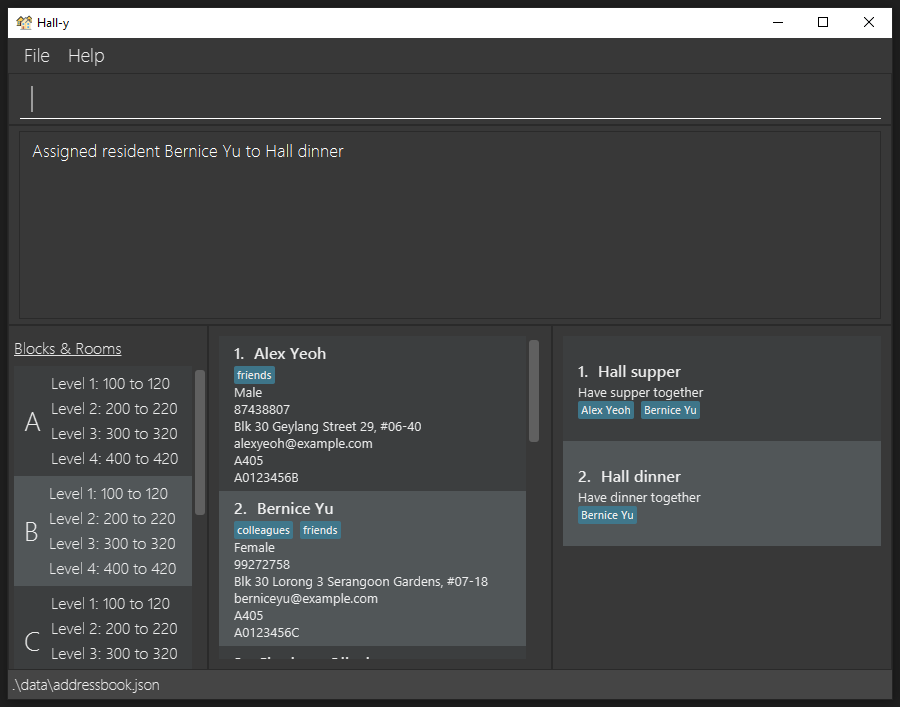 Hall-y
File Help
Assigned resident Bernice Yu to Hall dinner
Blocks & Rooms
A
Level 1: 100 to 120
Level 2: 200 to 220
Level 3: 300 to 320
Level 4: 400 to 420
B
Level 1: 100 to 120
Level 2: 200 to 220
Level 3: 300 to 320
Level 4: 400 to 420
C
Level 1: 100 to 120
Level 2: 200 to 220
Level 3: 300 to 320
1. Alex Yeoh
friends
Male
87438807
Blk 30 Geylang Street 29, #06-40
alexyeoh@example.com
A405
A0123456B
2. Bernice Yu
colleagues friends
Female
99272758
Blk 30 Lorong 3 Serangoon Gardens, #07-18
berniceyu@example.com
A405
A0123456C
1. Hall supper
Have supper together
Alex Yeoh Bernice Yu
2. Hall dinner
Have dinner together
Bernice Yu
.\data\addressbook.json